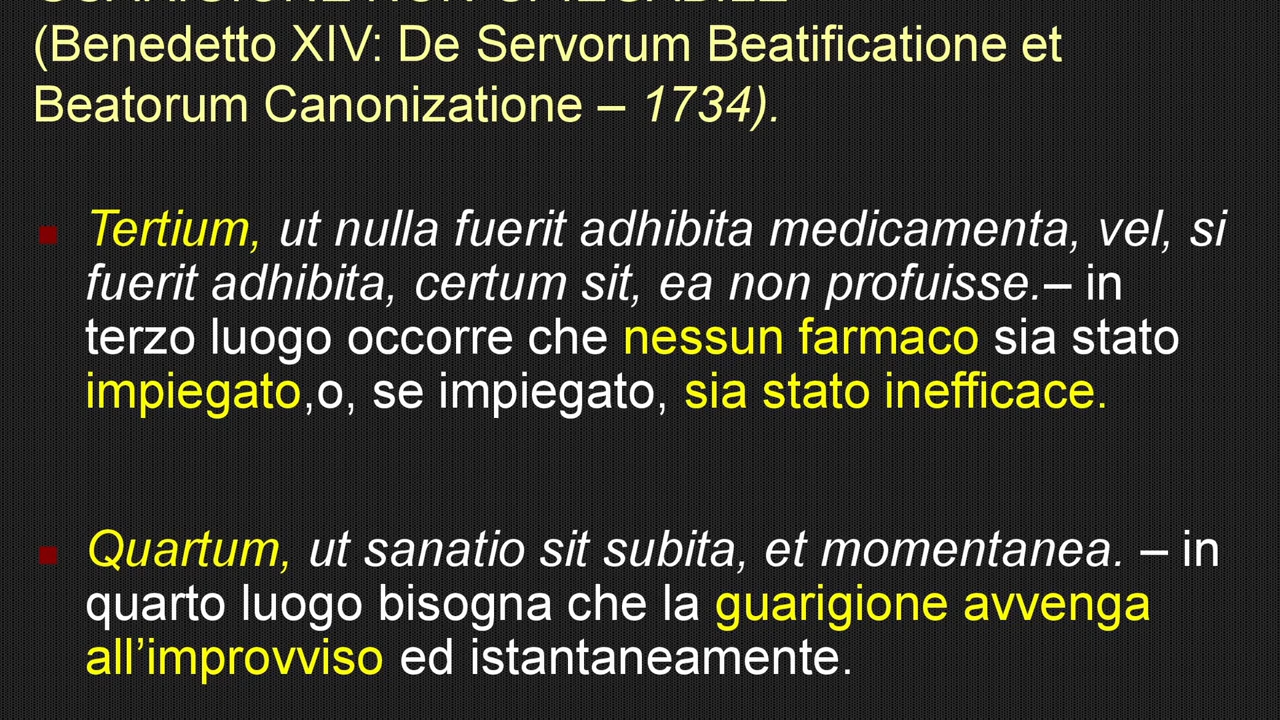 (Benedetto XIV: De Servorum Beatificatione et
Beatorum Canonizatione – 1734).
Tertium, ut nulla fuerit adhibita medicamenta, vel, si
fuerit adhibita, certum sit, ea non profuisse.– in
terzo luogo occorre che nessun farmaco sia stato
impiegato,o, se impiegato, sia stato inefficace.
Quartum, ut sanatio sit subita, et momentanea. – in
quarto luogo bisogna che la guarigione avvenga
all’improvviso ed istantaneamente.